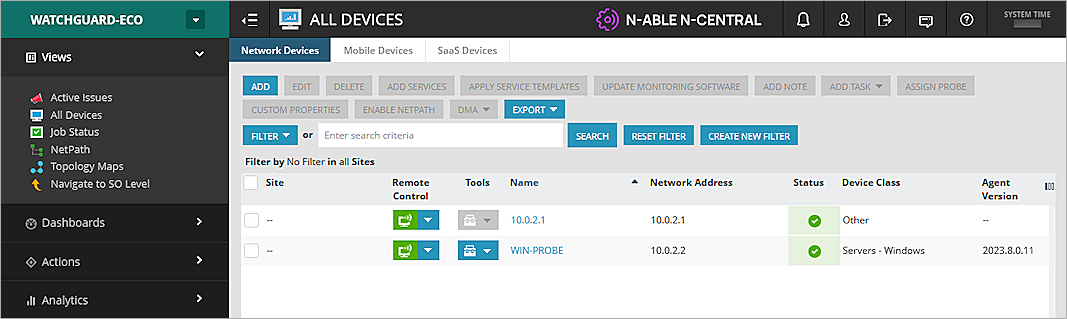 WATCHGUARD-ECO
ALL DEVICES
N-ABLE N-CENTRAL
SYSTEM TIME
Views
Active Issues
All Devices
Job Status
NetPath
Topology Maps
Navigate to SO Level
Dashboards
Actions
Analytics
Network Devices Mobile Devices SaaS Devices
ADD EDIT DELETE ADD SERVICES APPLY SERVICE TEMPLATES UPDATE MONITORING SOFTWARE ADD NOTE ADD TASK ASSIGN PROBE
CUSTOM PROPERTIES ENABLE NETPATH DMA EXPORT
FILTER or Enter search criteria SEARCH RESET FILTER CREATE NEW FILTER
Filter by No Filter in all Sites
Site Remote Control Tools Name Network Address Status Device Class Agent Version
-- 10.0.2.1 10.0.2.1 Other --
-- WIN-PROBE 10.0.2.2 Servers - Windows 2023.8.0.11